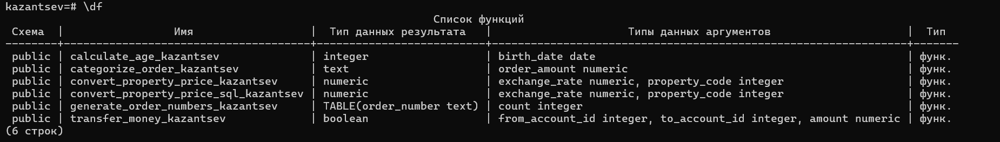 kazantsev=# \df
Список функций
Схема | Имя | Тип данных результата | Типы данных аргументов | Тип
--------+--------------------------------------+--------------------------+----------------------------------------------------------------+-------
public | calculate_age_kazantsev | integer | birth_date date | функ.
public | categorize_order_kazantsev | text | order_amount numeric | функ.
public | convert_property_price_kazantsev | numeric | exchange_rate numeric, property_code integer | функ.
public | convert_property_price_sql_kazantsev | numeric | exchange_rate numeric, property_code integer | функ.
public | generate_order_numbers_kazantsev | TABLE(order_number text) | count integer | функ.
public | transfer_money_kazantsev | boolean | from_account_id integer, to_account_id integer, amount numeric | функ.
(6 строк)